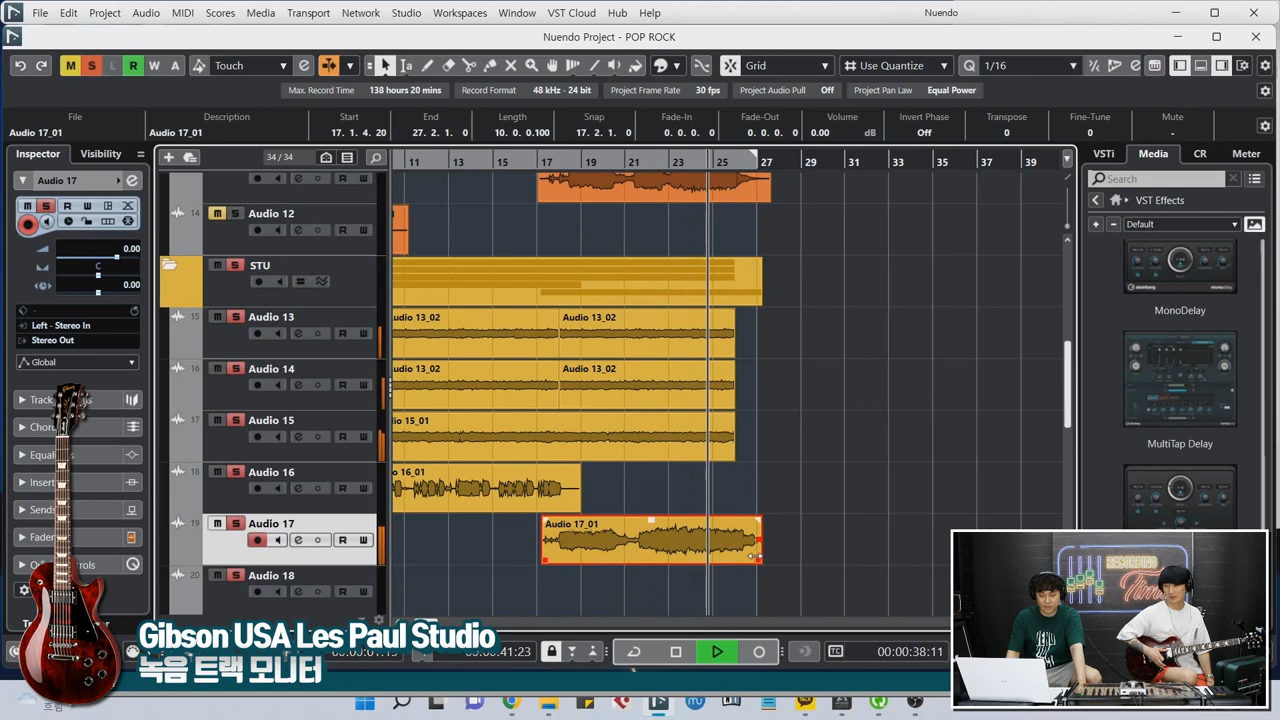 File Edit Project Audio MIDI Scores Media Transport Network Studio Workspaces Window VST Cloud Hub Help Nuendo
Nuendo Project - POP ROCK
M S L R W A Touch Grid Use Quantize Q 1/16
Max. Record Time 138 hours 20 mins Record Format 48 kHz - 24 bit Project Frame Rate 30 fps Project Audio Pull Off Project Pan Law Equal Power
File Description Start End Length Snap Fade-In Fade-Out Volume Invert Phase Transpose Fine-Tune Mute
Audio 17_01 Audio 17_01 17. 1. 4. 20 27. 2. 1. 0 10. 0. 0.100 17. 2. 1. 0 0. 0. 0. 0 0. 0. 0. 0 0.00 dB Off 0 0 -
Inspector Visibility 34 / 34 11 13 15 17 19 21 23 25 27 29 31 33 35 37 39 VSTi Media CR Meter
Audio 17
Search
VST Effects
Default
M S R W
0.00
C
0.00
Left - Stereo In
Stereo Out
Global
14 M S Audio 12
R W
M S STU
15 M S Audio 13
R W
16 M S Audio 14
R W
17 M S Audio 15
R W
18 M S Audio 16
R W
19 M S Audio 17
R W
20 M S Audio 18
R W
udio 13_02 Audio 13_02
udio 13_02 Audio 13_02
io 15_01
o 16_01
Audio 17_01
steinberg monodelay
MonoDelay
MultiTap Delay
RECORDING
Time
Gibson USA Les Paul Studio
녹음 트랙 모니터
41:23
TC
00:00:38:11